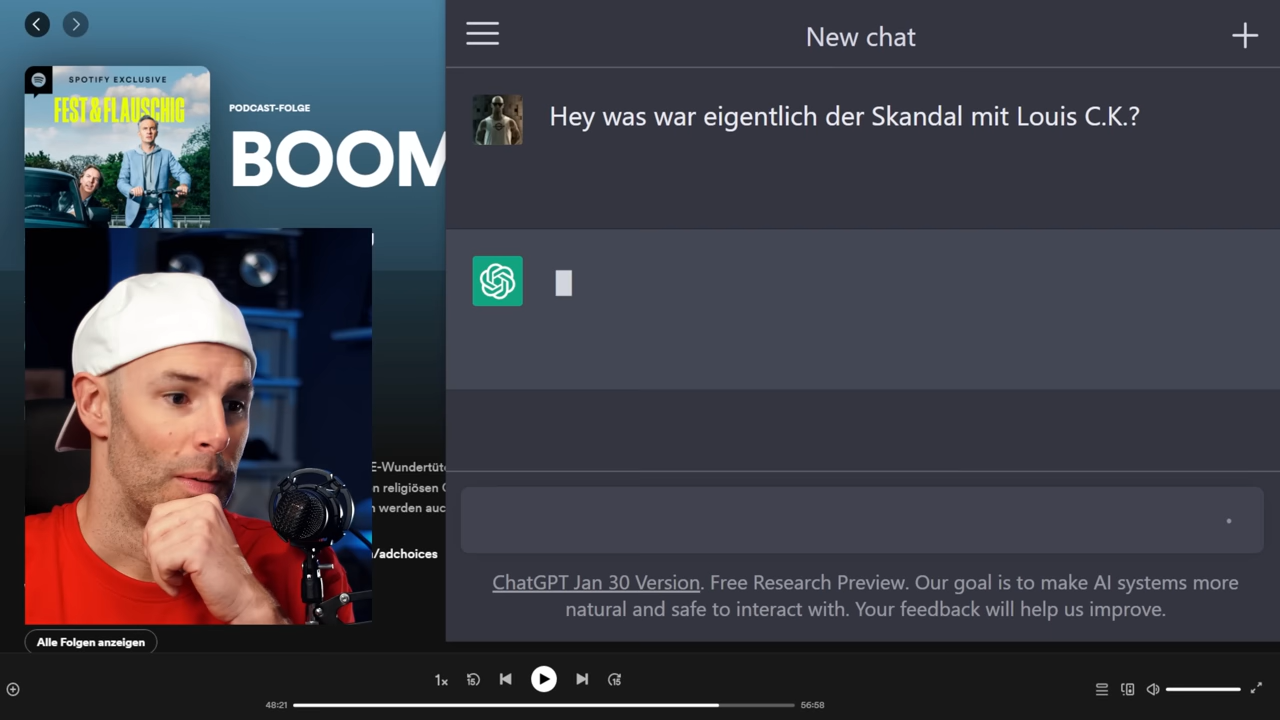 SPOTIFY EXCLUSIVE
FEST & FLAUSCHIG
PODCAST-FOLGE
BOOM
New chat
Hey was war eigentlich der Skandal mit Louis C.K.?
E-Wundertüt
n religiösen
werden auc
/adchoices
ChatGPT Jan 30 Version. Free Research Preview. Our goal is to make AI systems more
natural and safe to interact with. Your feedback will help us improve.
Alle Folgen anzeigen
1x
15
15
48:21
56:58